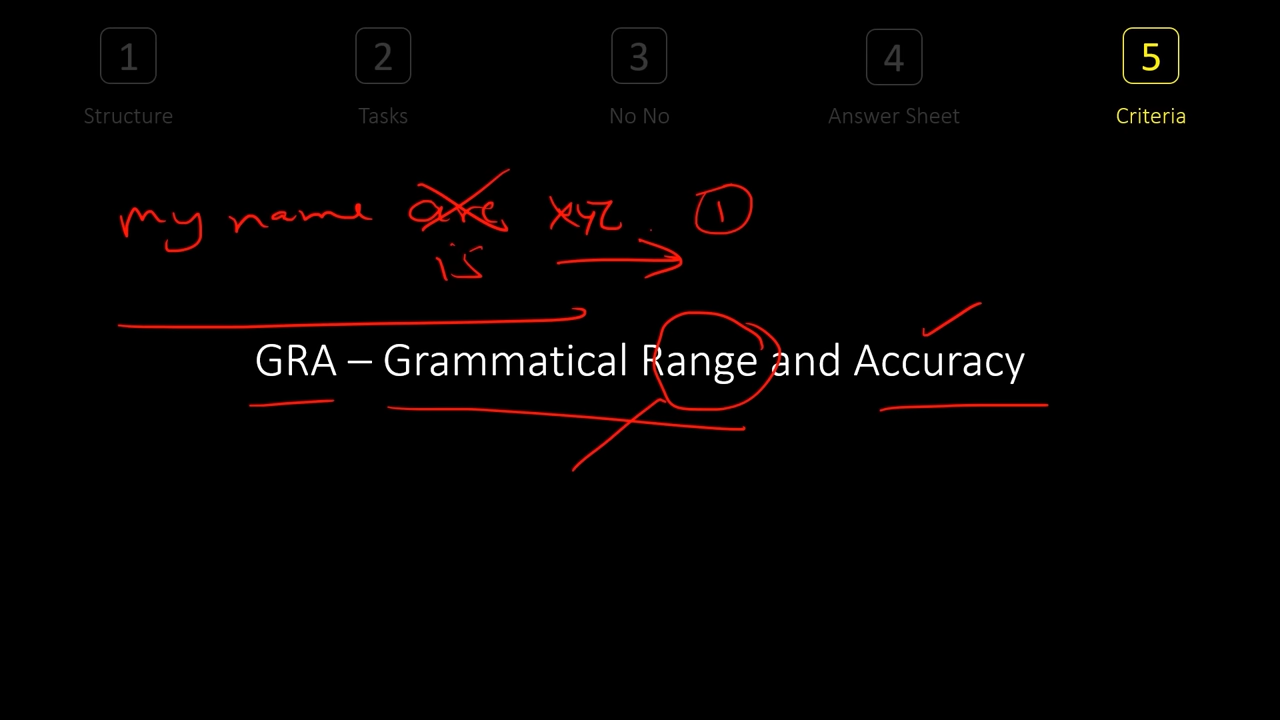 1 2 3 4 5
Structure Tasks No No Answer Sheet Criteria
my name are xyz. 1
is
GRA – Grammatical Range and Accuracy